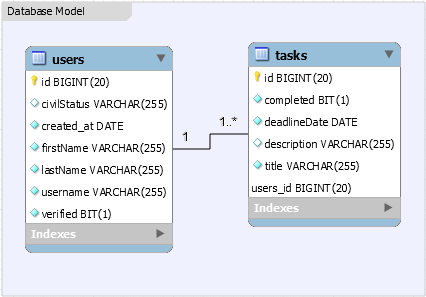 Database Model
users
id BIGINT(20)
civilStatus VARCHAR(255)
created_at DATE
firstName VARCHAR(255)
lastName VARCHAR(255)
username VARCHAR(255)
verified BIT(1)
Indexes
1
1..*
tasks
id BIGINT(20)
completed BIT(1)
deadlineDate DATE
description VARCHAR(255)
title VARCHAR(255)
users_id BIGINT(20)
Indexes